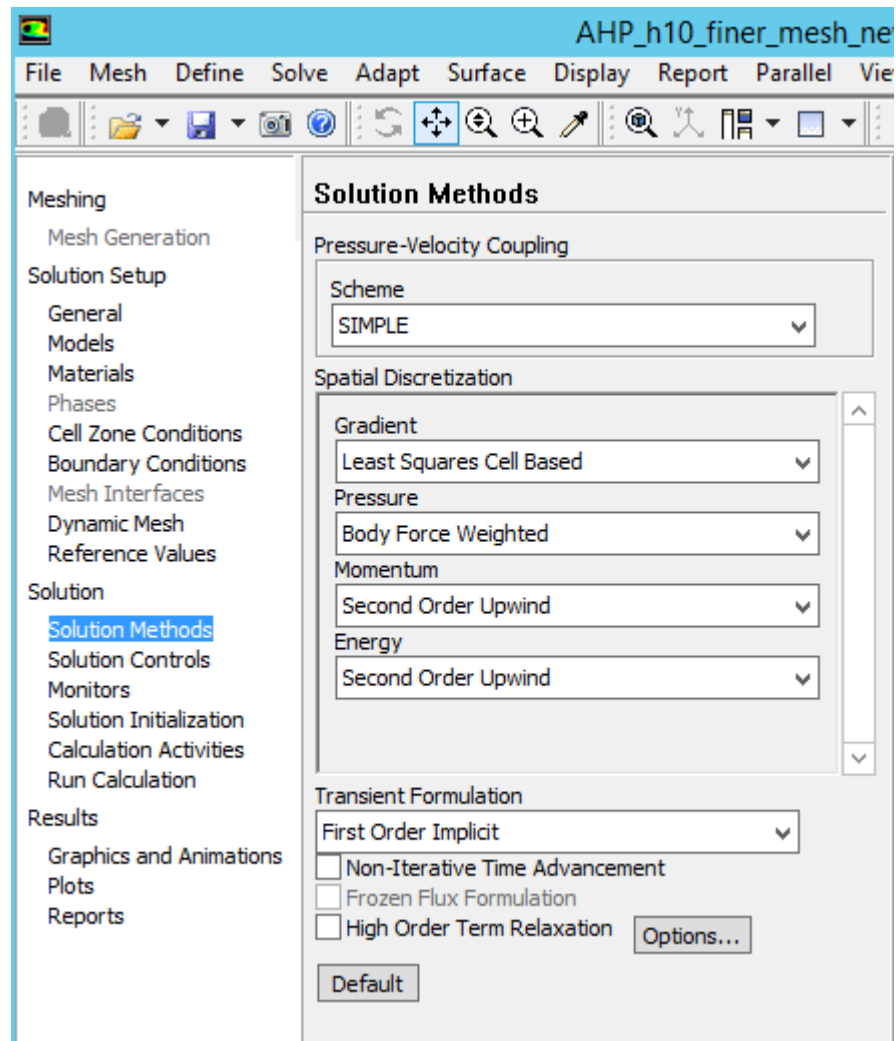 AHP_h10_finer_mesh_ne
File Mesh Define Solve Adapt Surface Display Report Parallel Vie
Meshing
Mesh Generation
Solution Setup
General
Models
Materials
Phases
Cell Zone Conditions
Boundary Conditions
Mesh Interfaces
Dynamic Mesh
Reference Values
Solution
Solution Methods
Solution Controls
Monitors
Solution Initialization
Calculation Activities
Run Calculation
Results
Graphics and Animations
Plots
Reports
Solution Methods
Pressure-Velocity Coupling
Scheme
SIMPLE
Spatial Discretization
Gradient
Least Squares Cell Based
Pressure
Body Force Weighted
Momentum
Second Order Upwind
Energy
Second Order Upwind
Transient Formulation
First Order Implicit
Non-Iterative Time Advancement
Frozen Flux Formulation
High Order Term Relaxation Options...
Default